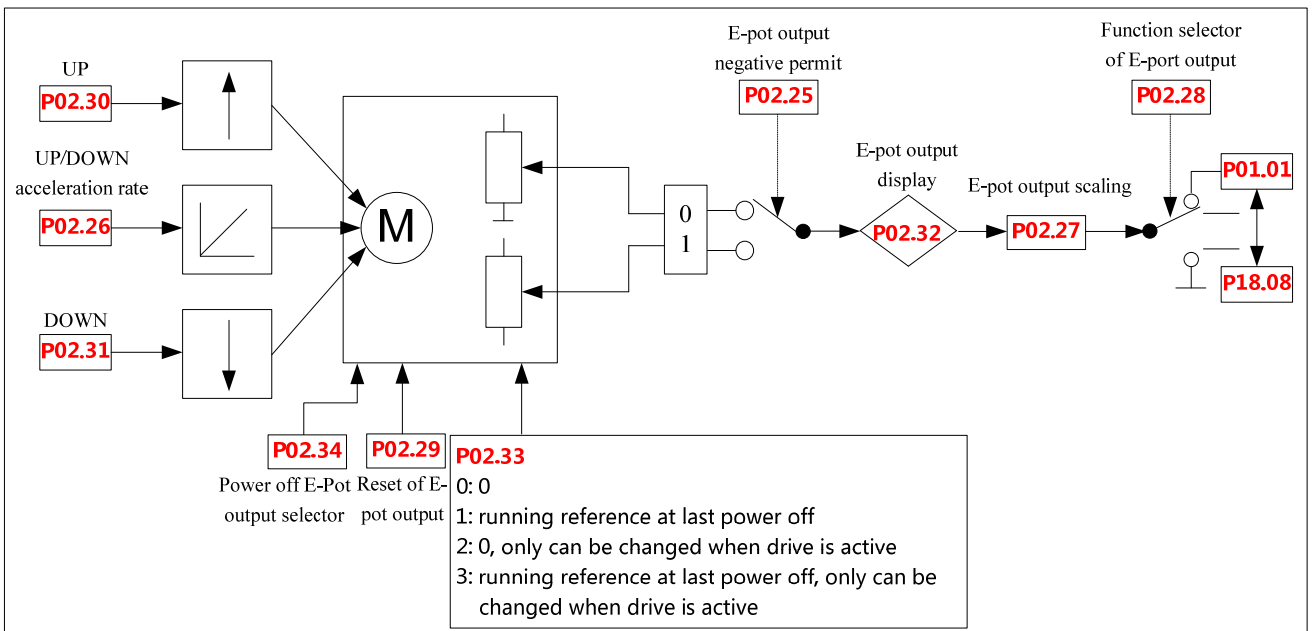 UP
P02.30
UP/DOWN
acceleration rate
P02.26
DOWN
P02.31
M
P02.34
Power off E-Pot
output selector
P02.29
Reset of E-
pot output
P02.33
0: 0
1: running reference at last power off
2: 0, only can be changed when drive is active
3: running reference at last power off, only can be
changed when drive is active
0
1
E-pot output
negative permit
P02.25
E-pot output
display
P02.32
E-pot output scaling
P02.27
Function selector
of E-port output
P02.28
P01.01
P18.08